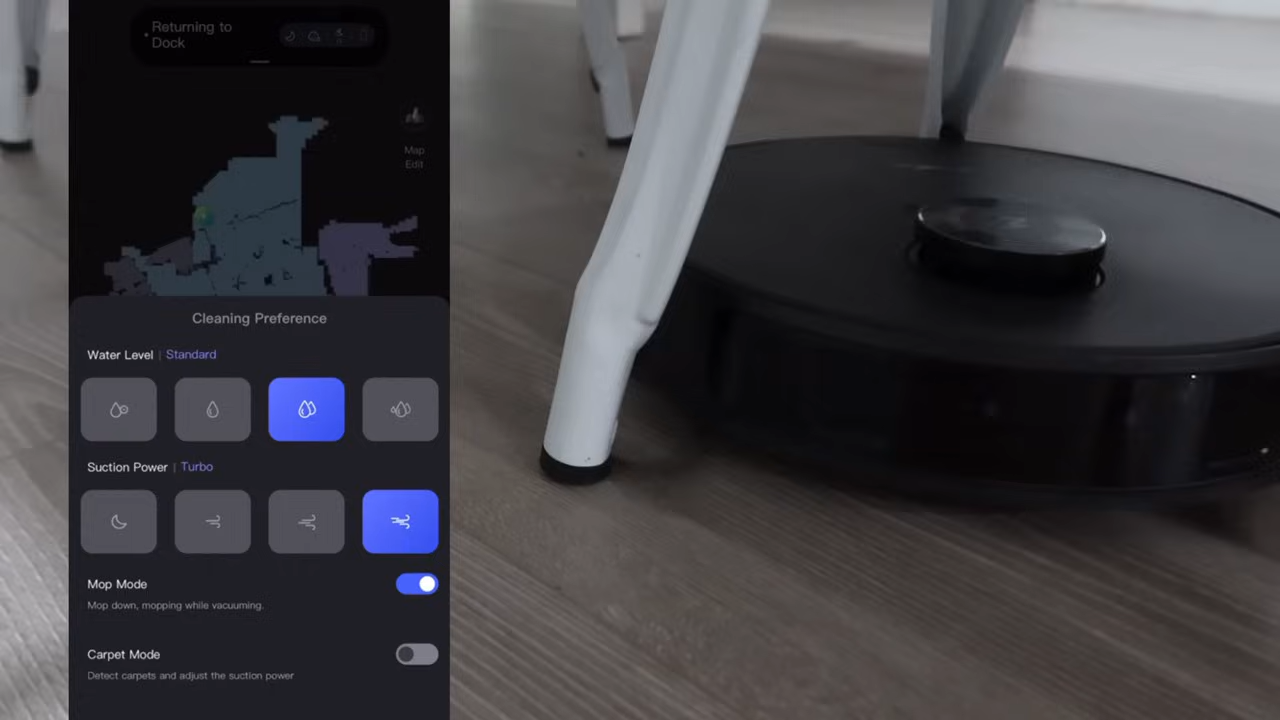 Returning to
Dock
Map
Edit
Cleaning Preference
Water Level | Standard
Suction Power | Turbo
Mop Mode
Mop down, mopping while vacuuming.
Carpet Mode
Detect carpets and adjust the suction power